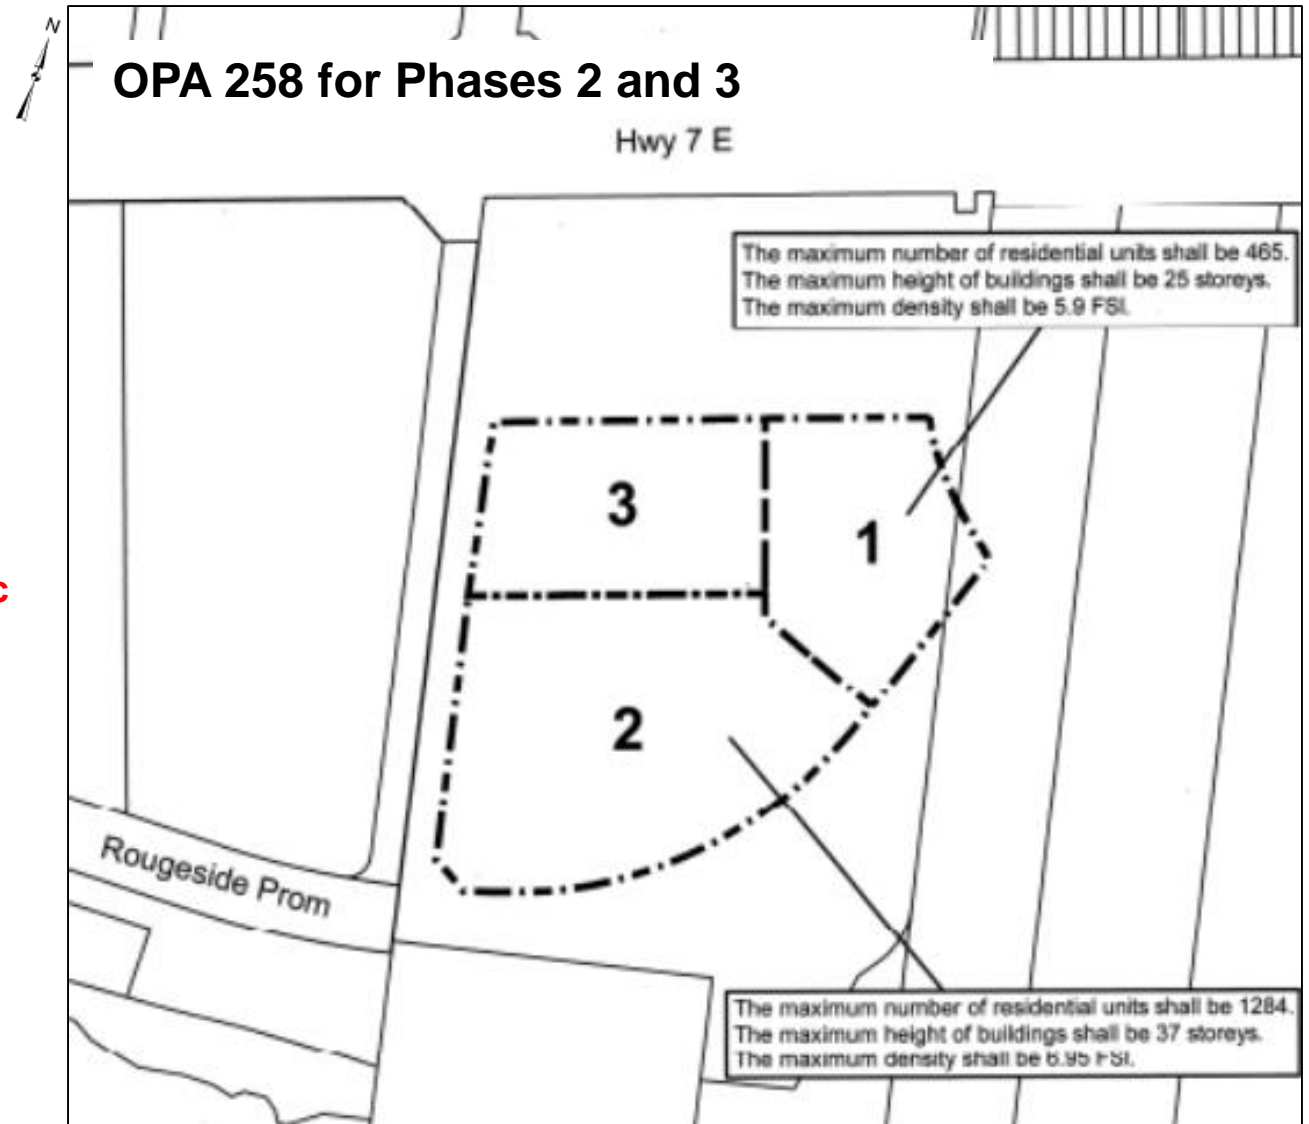 N
OPA 258 for Phases 2 and 3
Hwy 7 E
The maximum number of residential units shall be 465.
The maximum height of buildings shall be 25 storeys.
The maximum density shall be 5.9 FSI.
3
1
c
2
Rougeside Prom
The maximum number of residential units shall be 1284.
The maximum height of buildings shall be 37 storeys.
The maximum density shall be 6.95 FSI.